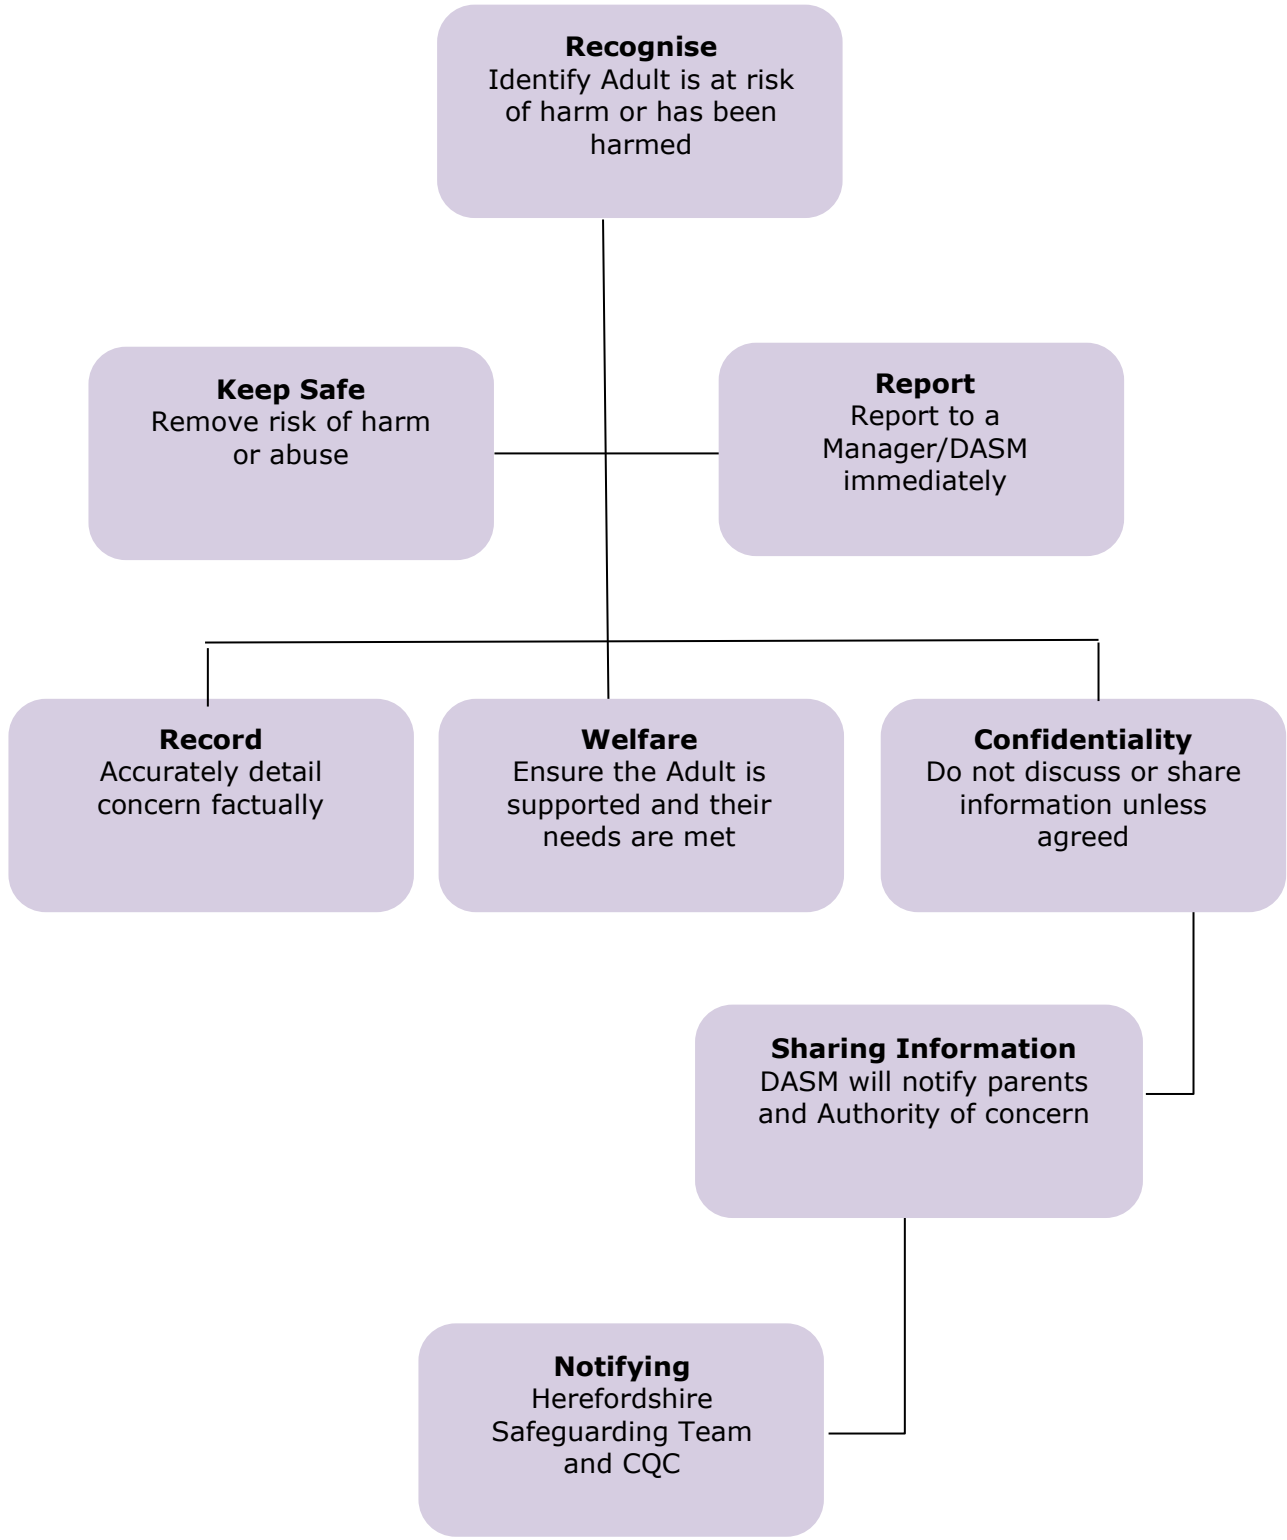 Recognise
Identify Adult is at risk
of harm or has been
harmed
Keep Safe
Remove risk of harm
or abuse
Report
Report to a
Manager/DASM
immediately
Record
Accurately detail
concern factually
Welfare
Ensure the Adult is
supported and their
needs are met
Confidentiality
Do not discuss or share
information unless
agreed
Sharing Information
DASM will notify parents
and Authority of concern
Notifying
Herefordshire
Safeguarding Team
and CQC